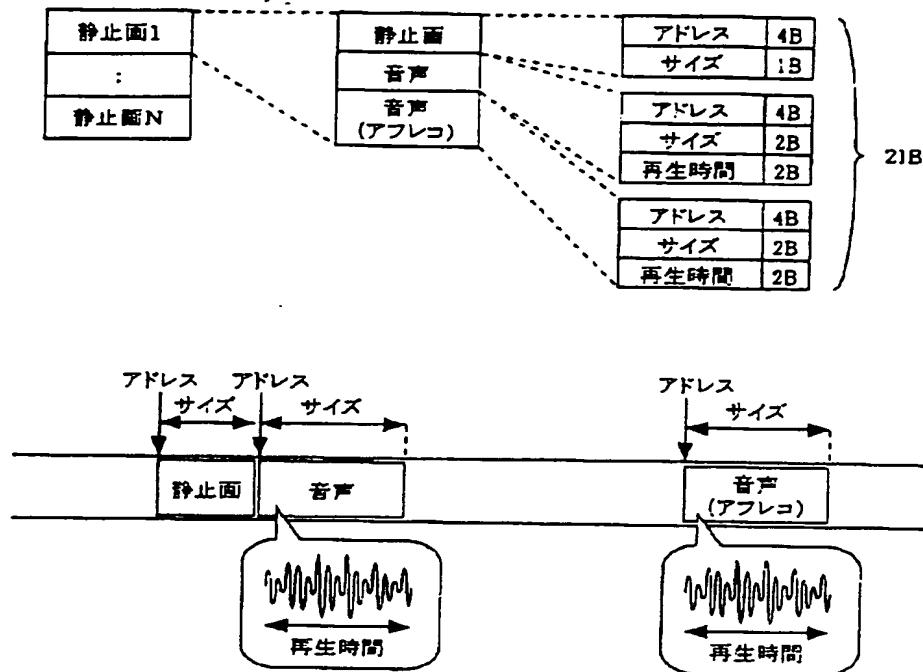 静止画1
:
静止画N
静止画
音声
音声
(アフレコ)
アドレス 4B
サイズ 1B
アドレス 4B
サイズ 2B
再生時間 2B
アドレス 4B
サイズ 2B
再生時間 2B
21B
アドレス アドレス
サイズ サイズ
静止画 音声
再生時間
アドレス
サイズ
音声
(アフレコ)
再生時間